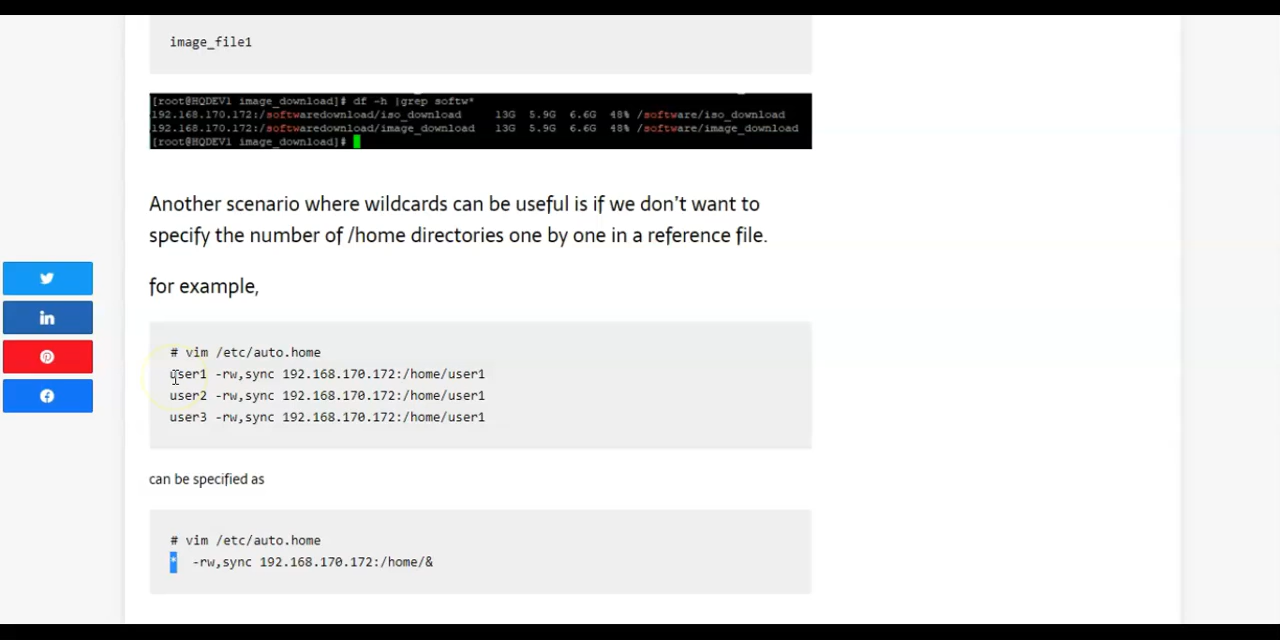 image_file1
[root@HQDEV1 image_download]# df -h |grep softw*
192.168.170.172:/softwaredownload/iso_download 13G 5.9G 6.6G 48% /software/iso_download
192.168.170.172:/softwaredownload/image_download 13G 5.9G 6.6G 48% /software/image_download
[root@HQDEV1 image_download]#
Another scenario where wildcards can be useful is if we don't want to
specify the number of /home directories one by one in a reference file.
for example,
# vim /etc/auto.home
user1 -rw,sync 192.168.170.172:/home/user1
user2 -rw,sync 192.168.170.172:/home/user1
user3 -rw,sync 192.168.170.172:/home/user1
can be specified as
# vim /etc/auto.home
* -rw,sync 192.168.170.172:/home/&